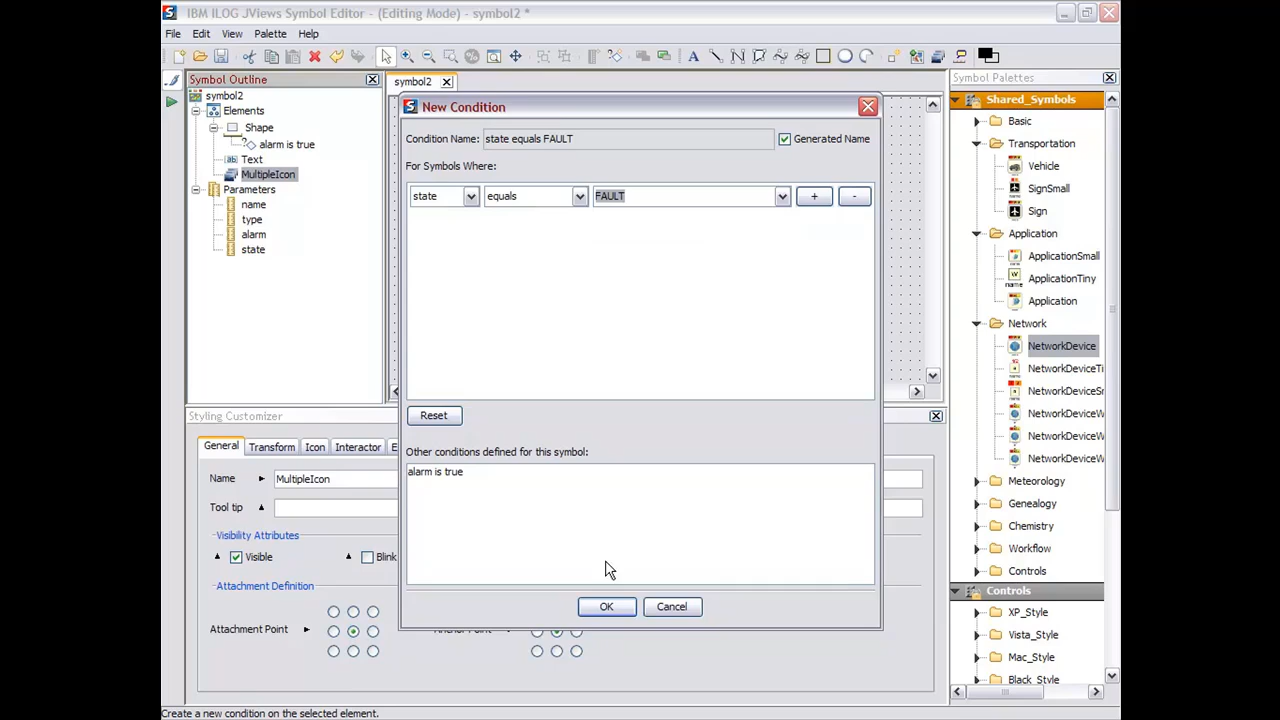 IBM ILOG JViews Symbol Editor - (Editing Mode) - symbol2 *
File Edit View Palette Help
Symbol Outline
symbol2
Elements
Shape
alarm is true
Text
MultipleIcon
Parameters
name
type
alarm
state
symbol2
New Condition
Condition Name: state equals FAULT Generated Name
For Symbols Where:
state equals FAULT + -
Reset
Other conditions defined for this symbol:
alarm is true
OK Cancel
Symbol Palettes
Shared_Symbols
Basic
Transportation
Vehicle
SignSmall
Sign
Application
ApplicationSmall
ApplicationTiny
Application
Network
NetworkDevice
NetworkDeviceTi
NetworkDeviceSr
NetworkDeviceW
NetworkDeviceW
NetworkDeviceW
Meteorology
Genealogy
Chemistry
Workflow
Controls
Controls
XP_Style
Vista_Style
Mac_Style
Black_Style
Styling Customizer
General Transform Icon Interactor E
Name MultipleIcon
Tool tip
Visibility Attributes
Visible Blink
Attachment Definition
Attachment Point
Create a new condition on the selected element.